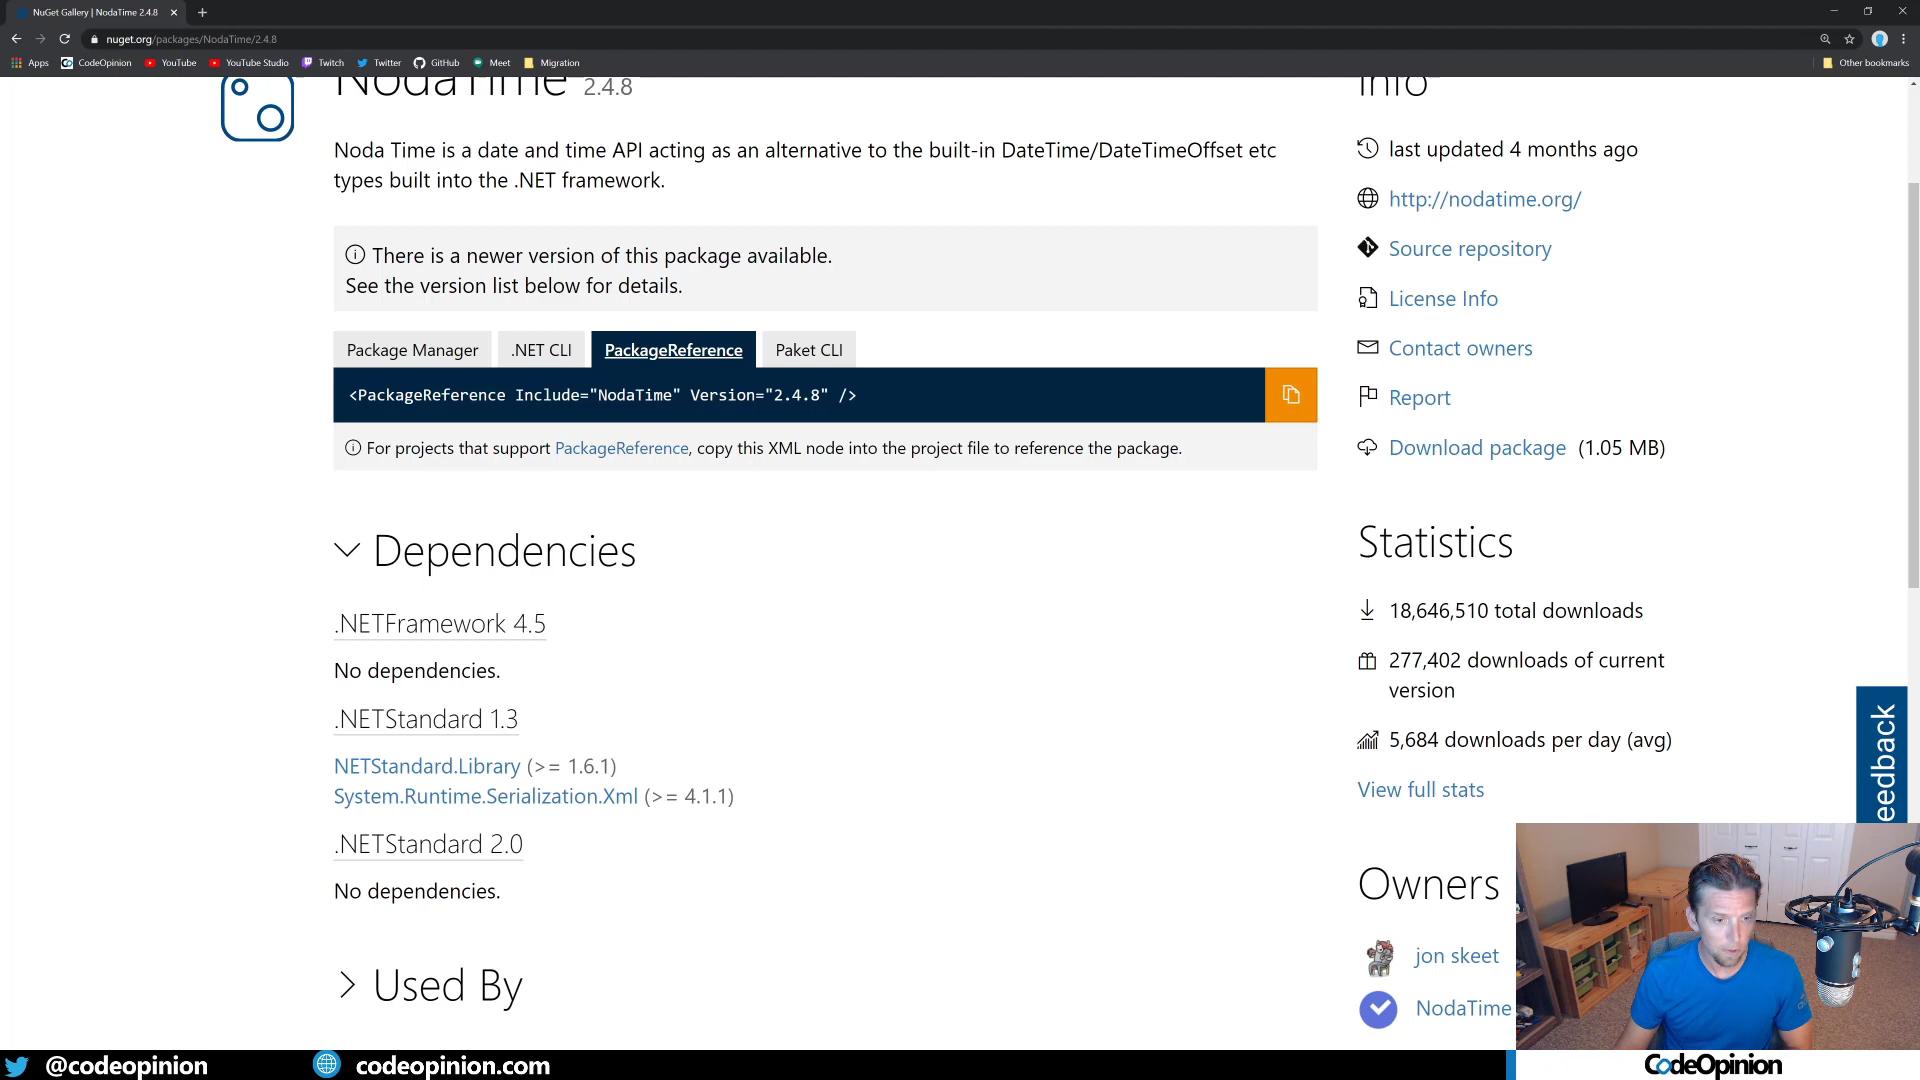 NuGet Gallery | NodaTime 2.4.8
nuget.org/packages/NodaTime/2.4.8
Apps
CodeOpinion
YouTube
YouTube Studio
Twitch
Twitter
GitHub
Meet
Migration
Other bookmarks
NodaTime 2.4.8
Noda Time is a date and time API acting as an alternative to the built-in DateTime/DateTimeOffset etc
types built into the .NET framework.
There is a newer version of this package available.
See the version list below for details.
Package Manager
.NET CLI
PackageReference
Paket CLI
<PackageReference Include="NodaTime" Version="2.4.8" />
For projects that support PackageReference, copy this XML node into the project file to reference the package.
Dependencies
.NETFramework 4.5
No dependencies.
.NETStandard 1.3
NETStandard.Library (>= 1.6.1)
System.Runtime.Serialization.Xml (>= 4.1.1)
.NETStandard 2.0
No dependencies.
Used By
Info
last updated 4 months ago
http://nodatime.org/
Source repository
License Info
Contact owners
Report
Download package (1.05 MB)
Statistics
18,646,510 total downloads
277,402 downloads of current
version
5,684 downloads per day (avg)
View full stats
Owners
jon skeet
NodaTime
eedback
@codeopinion
codeopinion.com
CodeOpinion